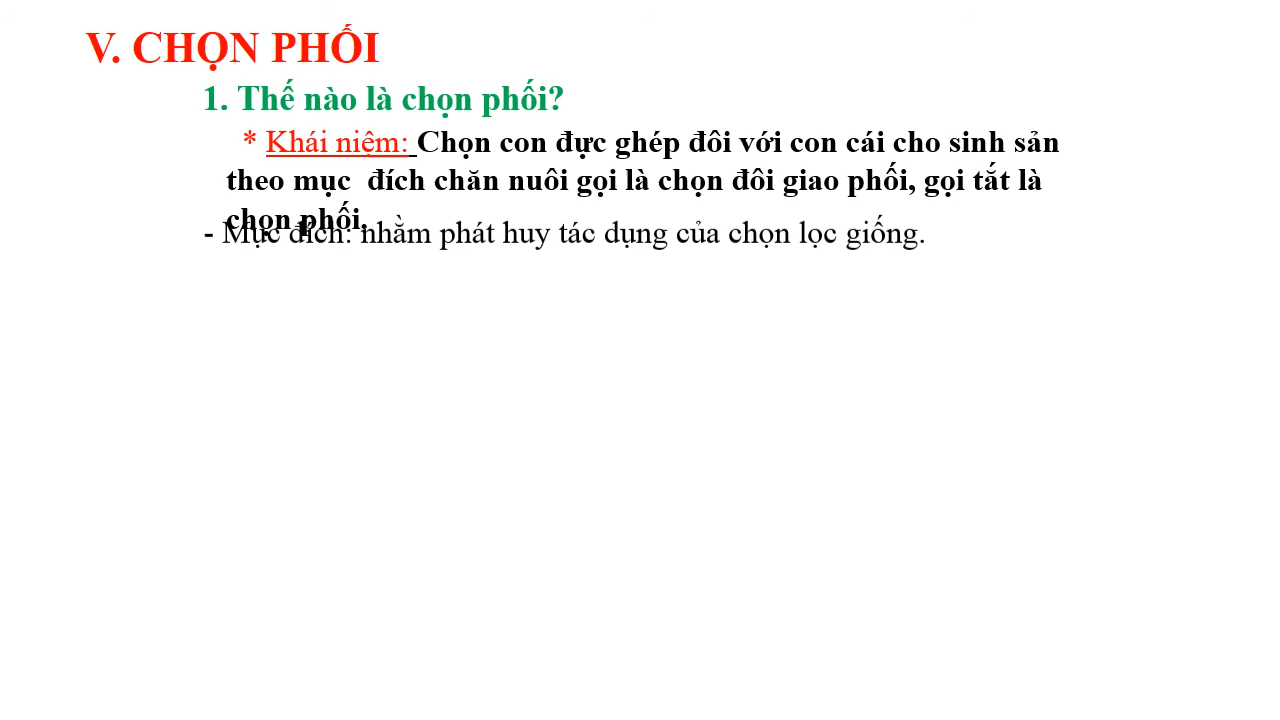 V. CHỌN PHỐI
1. Thế nào là chọn phối?
* Khái niệm: Chọn con đực ghép đôi với con cái cho sinh sản
theo mục  đích chăn nuôi gọi là chọn đôi giao phối, gọi tắt là
chọn phối.
- Mục đích: nhằm phát huy tác dụng của chọn lọc giống.